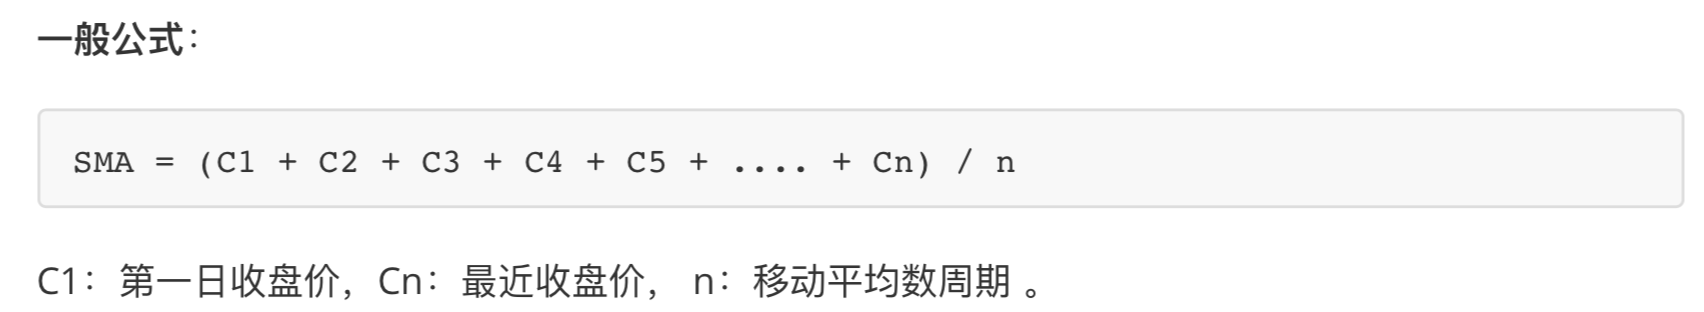 一般公式：
SMA = (C1 + C2 + C3 + C4 + C5 + .... + Cn) / n
C1：第一日收盘价，Cn：最近收盘价， n：移动平均数周期 。